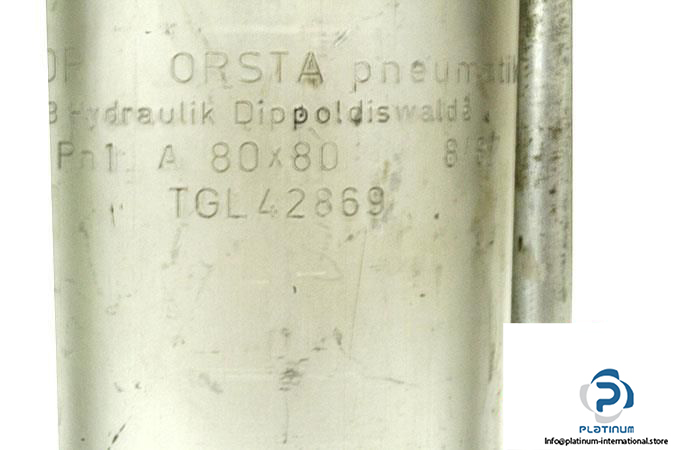 ORSTA pneumatik
Hydraulik Dippoldiswalde
Pn1 A 80x80
TGL 42869
PLATINUM
Info@platinum-international.store